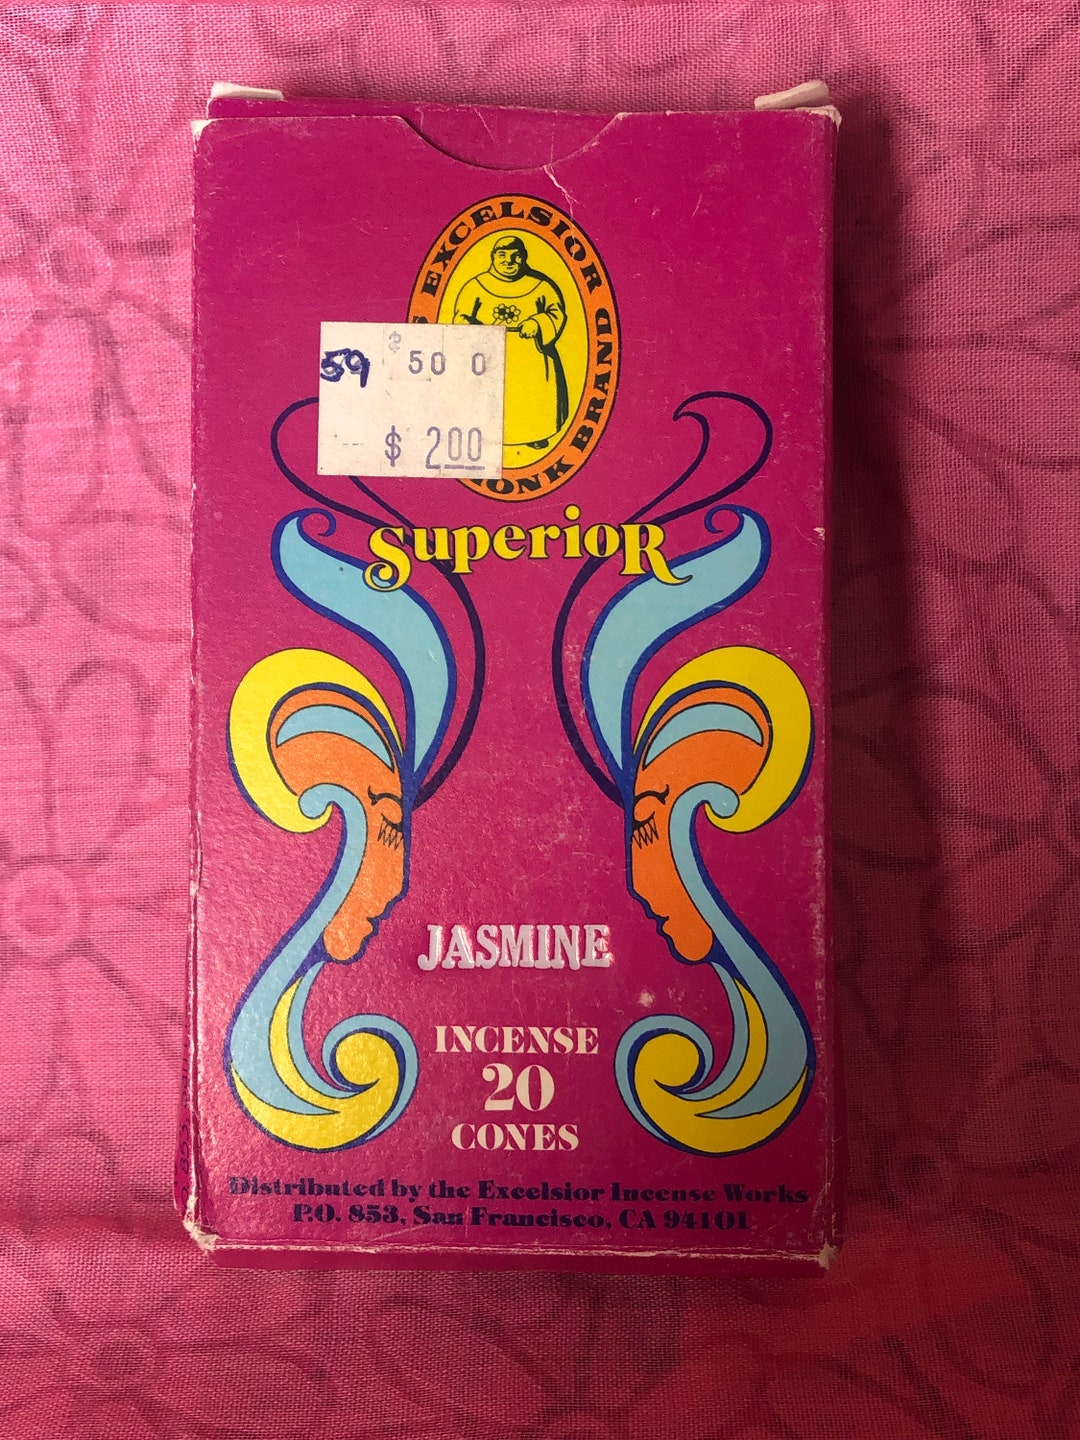 EXCELSIOR
BRAND
59
¢ 50 0
$ 2.00
Superior
JASMINE
INCENSE
20
CONES
Distributed by the Excelsior Incense Works
P.O. 853, San Francisco, CA 94101